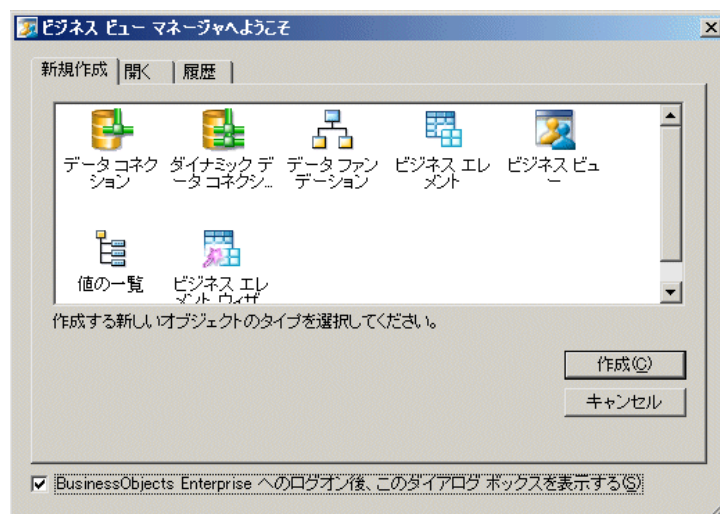 ビジネス ビュー マネージャへようこそ
新規作成 開く 履歴
データ コネク
ション
ダイナミック デ
ータ コネクシ...
データ ファン
デーション
ビジネス エレ
メント
ビジネス ビュ
ー
値の一覧
ビジネス エレ
メント ウィザ
作成する新しいオブジェクトのタイプを選択してください。
作成(C)
キャンセル
BusinessObjects Enterprise へのログオン後、このダイアログ ボックスを表示する(S)